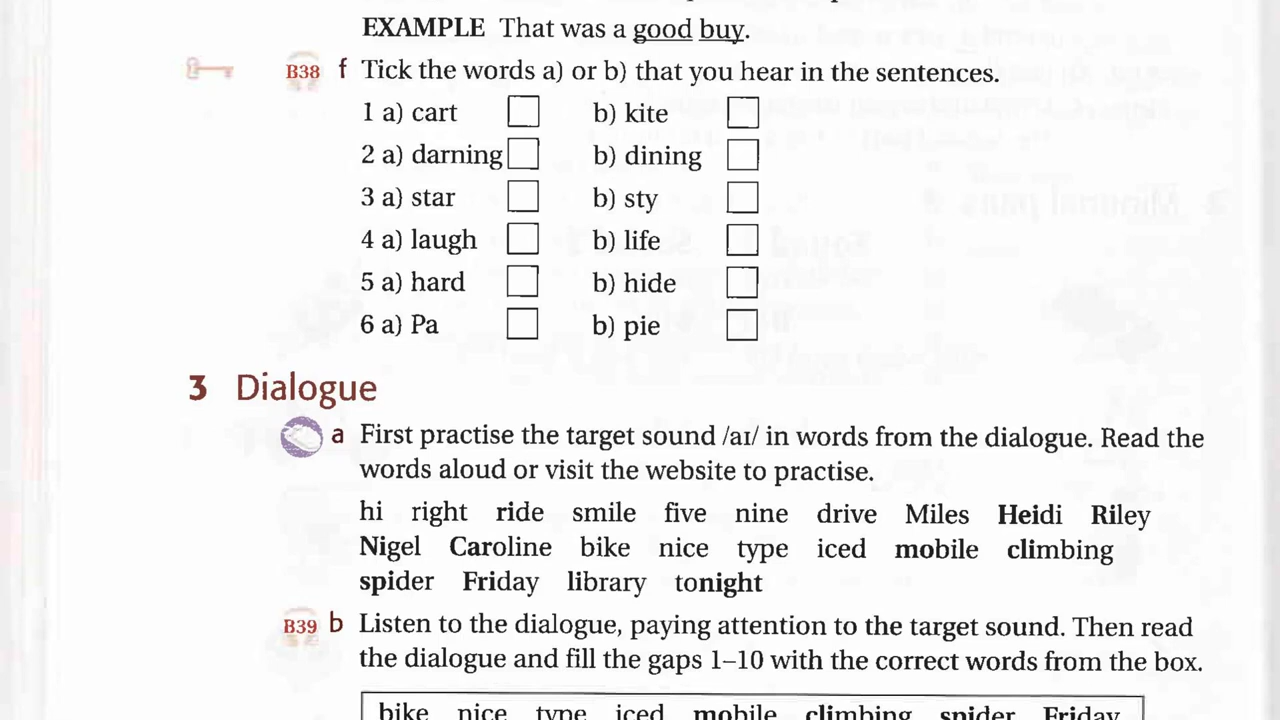 EXAMPLE That was a good buy.
B38 f Tick the words a) or b) that you hear in the sentences.
1 a) cart b) kite
2 a) darning b) dining
3 a) star b) sty
4 a) laugh b) life
5 a) hard b) hide
6 a) Pa b) pie
3 Dialogue
a First practise the target sound /aɪ/ in words from the dialogue. Read the
words aloud or visit the website to practise.
hi right ride smile five nine drive Miles Heidi Riley
Nigel Caroline bike nice type iced mobile climbing
spider Friday library tonight
B39 b Listen to the dialogue, paying attention to the target sound. Then read
the dialogue and fill the gaps 1–10 with the correct words from the box.
bike nice type iced mobile climbing spider Friday